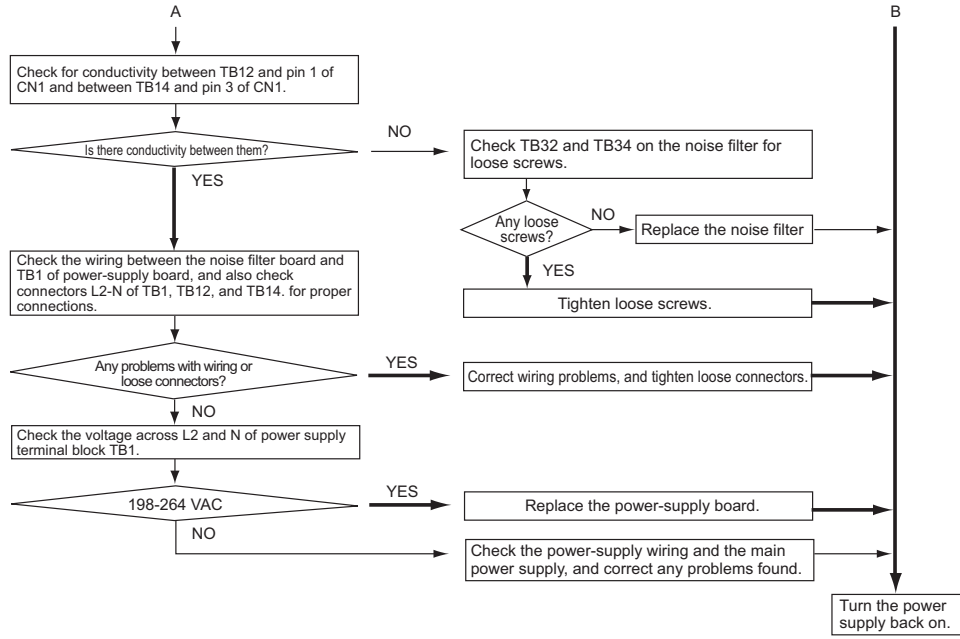 A
B
Check for conductivity between TB12 and pin 1 of
CN1 and between TB14 and pin 3 of CN1.
Is there conductivity between them?
NO
YES
Check TB32 and TB34 on the noise filter for
loose screws.
Any loose
screws?
NO
Replace the noise filter
YES
Tighten loose screws.
Check the wiring between the noise filter board and
TB1 of power-supply board, and also check
connectors L2-N of TB1, TB12, and TB14. for proper
connections.
Any problems with wiring or
loose connectors?
YES
Correct wiring problems, and tighten loose connectors.
NO
Check the voltage across L2 and N of power supply
terminal block TB1.
198-264 VAC
YES
Replace the power-supply board.
NO
Check the power-supply wiring and the main
power supply, and correct any problems found.
Turn the power
supply back on.